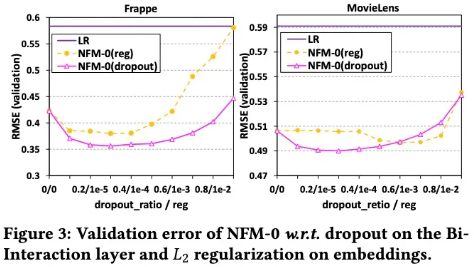 Frappe
0.6
0.55
0.5
0.45
0.4
0.35
0.3
RMSE (validation)
LR
NFM-0(reg)
NFM-0(dropout)
0/0 0.2/1e-5 0.4/1e-4 0.6/1e-3 0.8/1e-2
dropout_ratio / reg
MovieLens
0.59
0.57
0.55
0.53
0.51
0.49
0.47
RMSE (validation)
LR
NFM-0(reg)
NFM-0(dropout)
0/0 0.2/1e-5 0.4/1e-4 0.6/1e-3 0.8/1e-2
dropout_retio / reg
Figure 3: Validation error of NFM-0 w.r.t. dropout on the Bi-
Interaction layer and L2 regularization on embeddings.